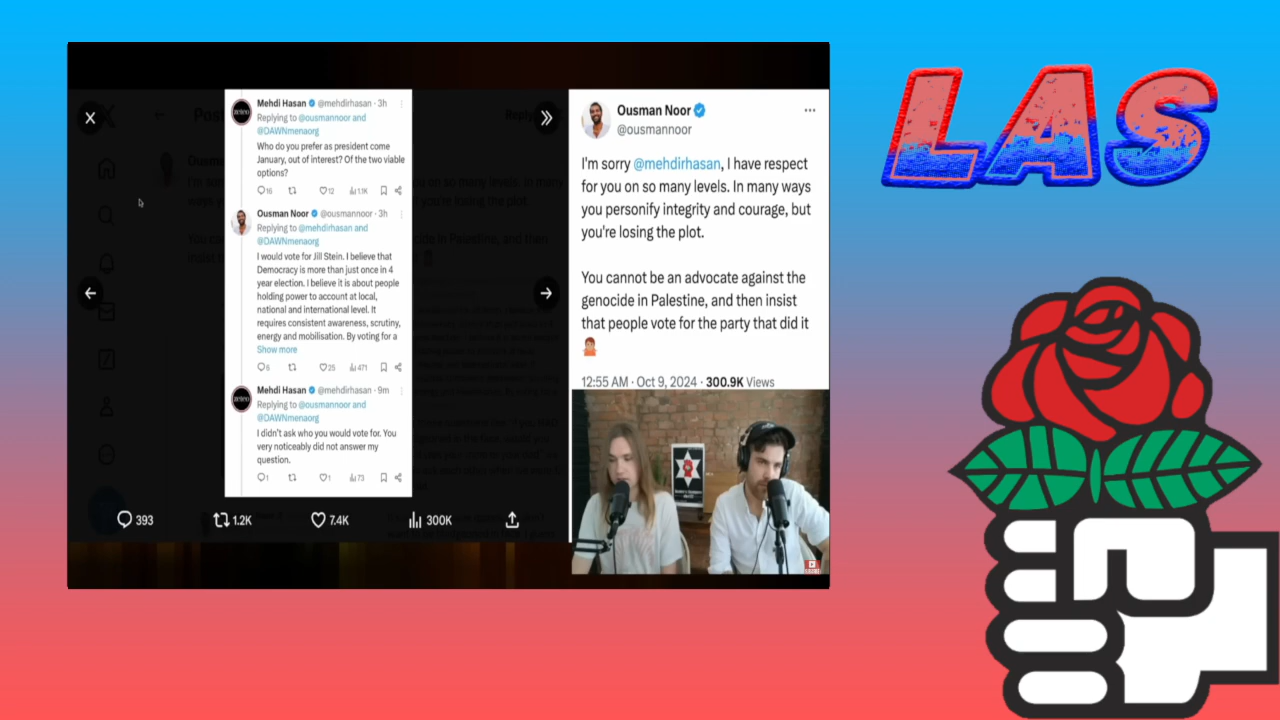 LAS
Mehdi Hasan @mehdirhasan · 3h
Replying to @ousmannoor and
@DAWNmenaorg
Who do you prefer as president come
January, out of interest? Of the two viable
options?
16 12 1.1K
Ousman Noor @ousmannoor · 3h
Replying to @mehdirhasan and
@DAWNmenaorg
I would vote for Jill Stein. I believe that
Democracy is more than just once in 4
year election. I believe it is about people
holding power to account at local,
national and international level. It
requires consistent awareness, scrutiny,
energy and mobilisation. By voting for a
Show more
6 25 471
Mehdi Hasan @mehdirhasan · 9m
Replying to @ousmannoor and
@DAWNmenaorg
I didn't ask who you would vote for. You
very noticeably did not answer my
question.
1 1 73
393 1.2K 7.4K 300K
Ousman Noor
@ousmannoor
I'm sorry @mehdirhasan, I have respect
for you on so many levels. In many ways
you personify integrity and courage, but
you're losing the plot.
You cannot be an advocate against the
genocide in Palestine, and then insist
that people vote for the party that did it
12:55 AM · Oct 9, 2024 · 300.9K Views